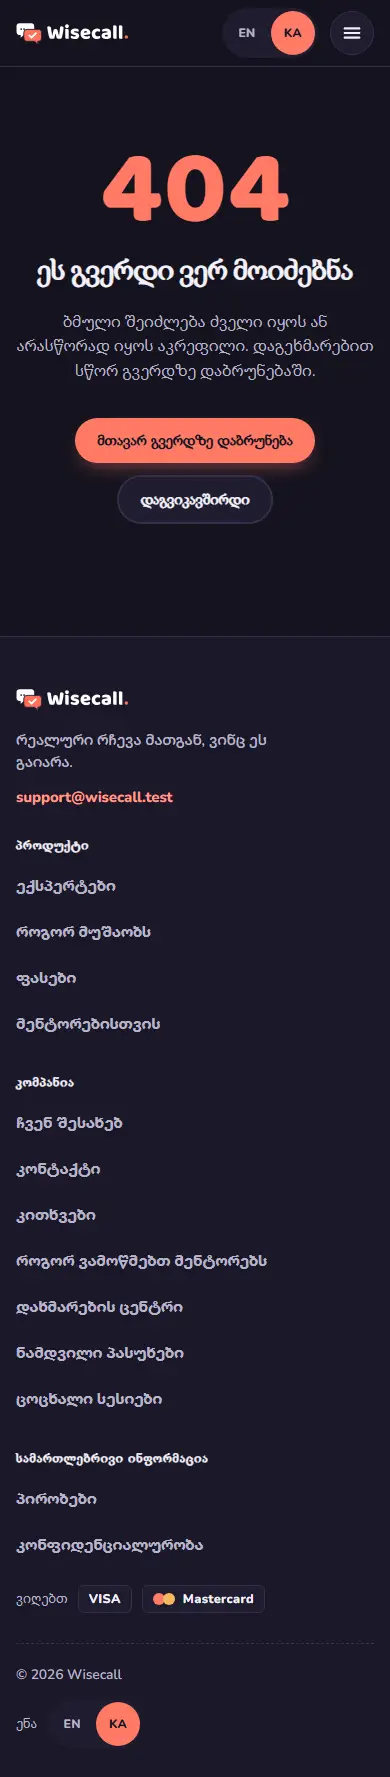 Wisecall.
EN KA
404
ეს გვერდი ვერ მოიძებნა
ბმული შეიძლება ძველი იყოს ან
არასწორად იყოს აკრეფილი. დაგეხმარებით
სწორ გვერდზე დაბრუნებაში.
მთავარ გვერდზე დაბრუნება
დაგვიკავშირდი
Wisecall.
რეალური რჩევა მათგან, ვინც ეს
გაიარა.
support@wisecall.test
პროდუქტი
ექსპერტები
როგორ მუშაობს
ფასები
მენტორებისთვის
კომპანია
ჩვენ შესახებ
კონტაქტი
კითხვები
როგორ ვამოწმებთ მენტორებს
დახმარების ცენტრი
ნამდვილი პასუხები
ცოცხალი სესიები
სამართლებრივი ინფორმაცია
პირობები
კონფიდენციალურობა
ვიღებთ VISA Mastercard
© 2026 Wisecall
ენა EN KA